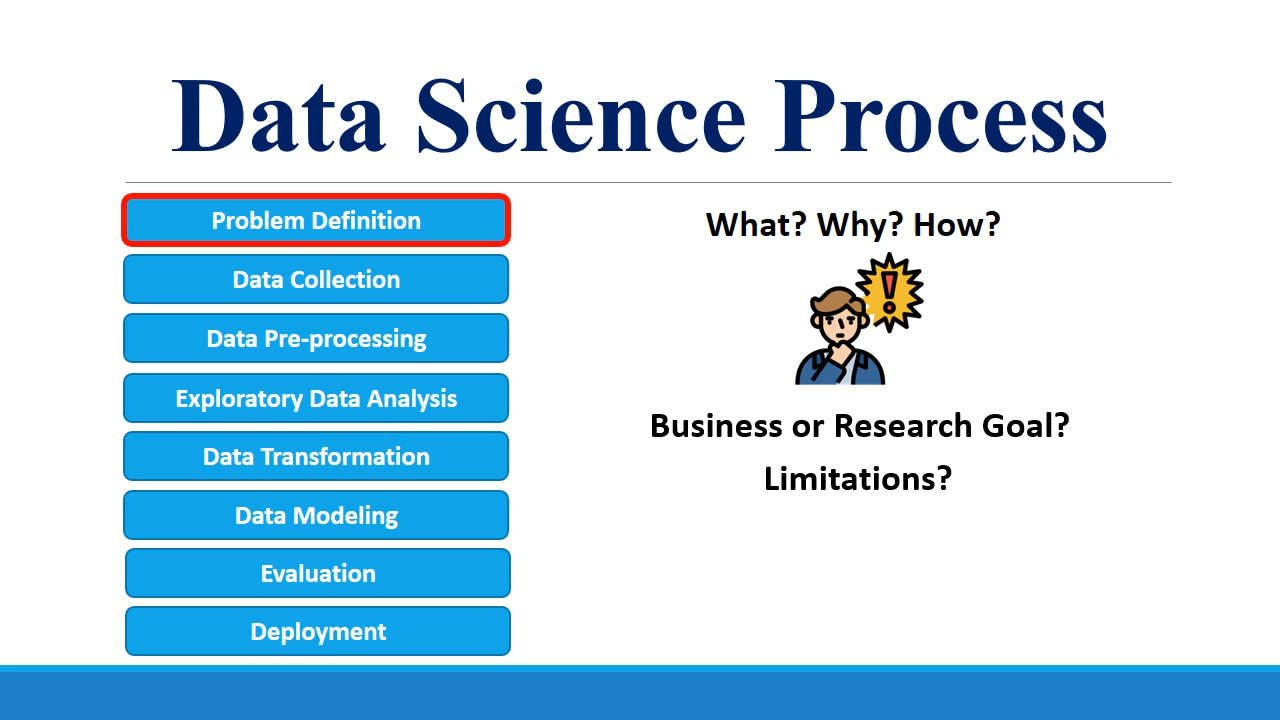 Data Science Process
Problem Definition
Data Collection
Data Pre-processing
Exploratory Data Analysis
Data Transformation
Data Modeling
Evaluation
Deployment
What? Why? How?
Business or Research Goal?
Limitations?